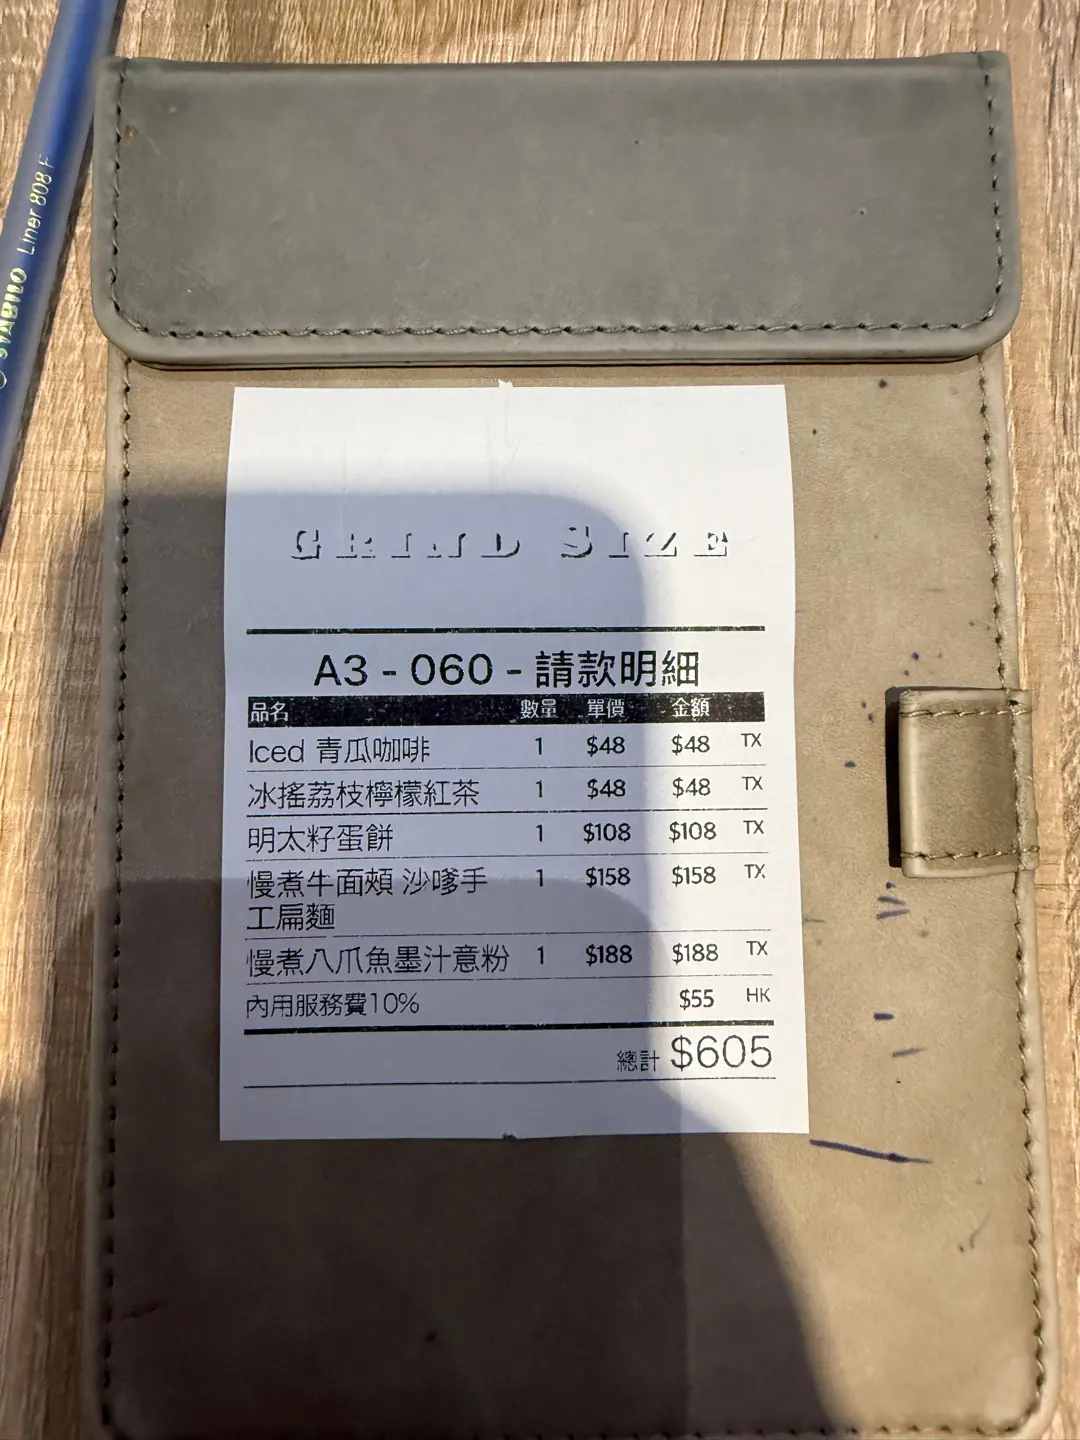 STABILO Liner 808 F
GRIND SIZE
A3 - 060 - 請款明細
品名 數量 單價 金額
Iced 青瓜咖啡 1 $48 $48 TX
冰搖荔枝檸檬紅茶 1 $48 $48 TX
明太籽蛋餅 1 $108 $108 TX
慢煮牛面頰 沙嗲手 1 $158 $158 TX
工扁麵
慢煮八爪魚墨汁意粉 1 $188 $188 TX
內用服務費10% $55 HK
總計 $605